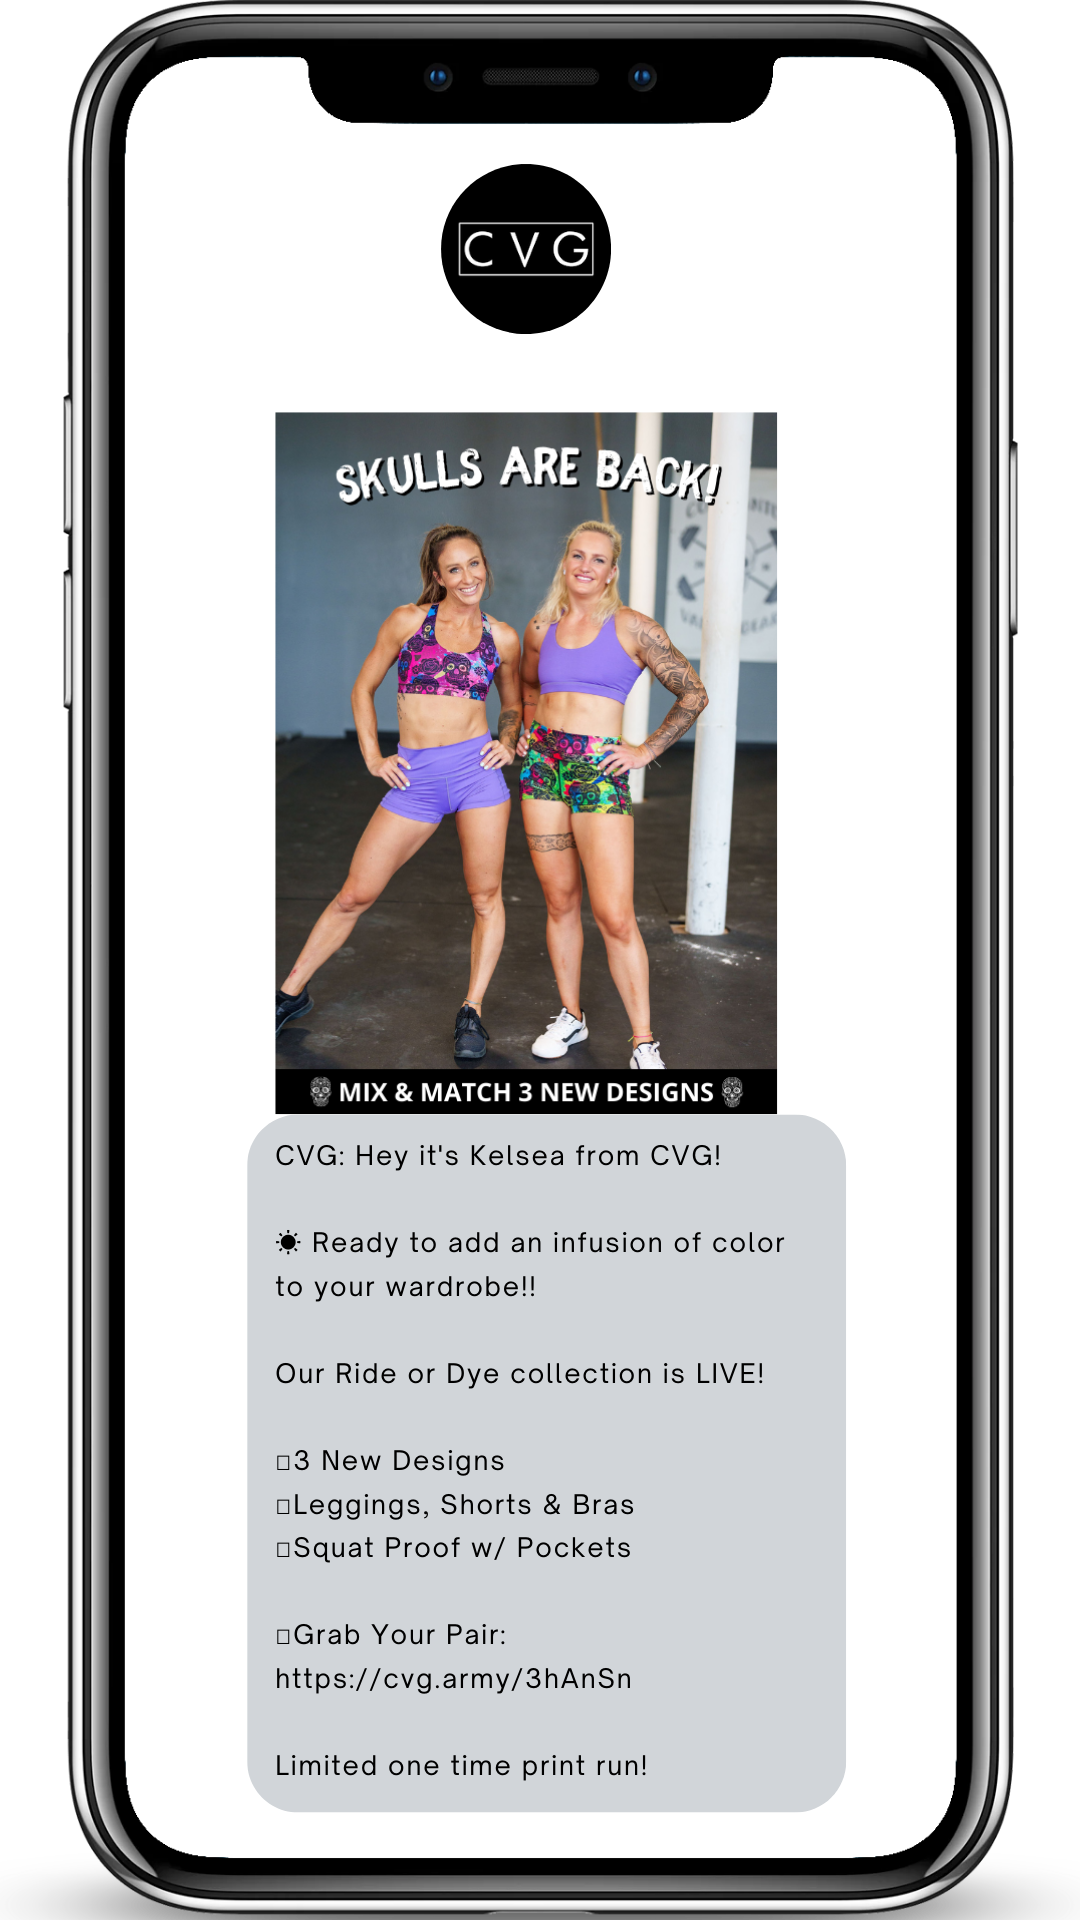 CVG
SKULLS ARE BACK!
MIX & MATCH 3 NEW DESIGNS
CVG: Hey it's Kelsea from CVG!
☀ Ready to add an infusion of color
to your wardrobe!!
Our Ride or Dye collection is LIVE!
□3 New Designs
□Leggings, Shorts & Bras
□Squat Proof w/ Pockets
□Grab Your Pair:
https://cvg.army/3hAnSn
Limited one time print run!